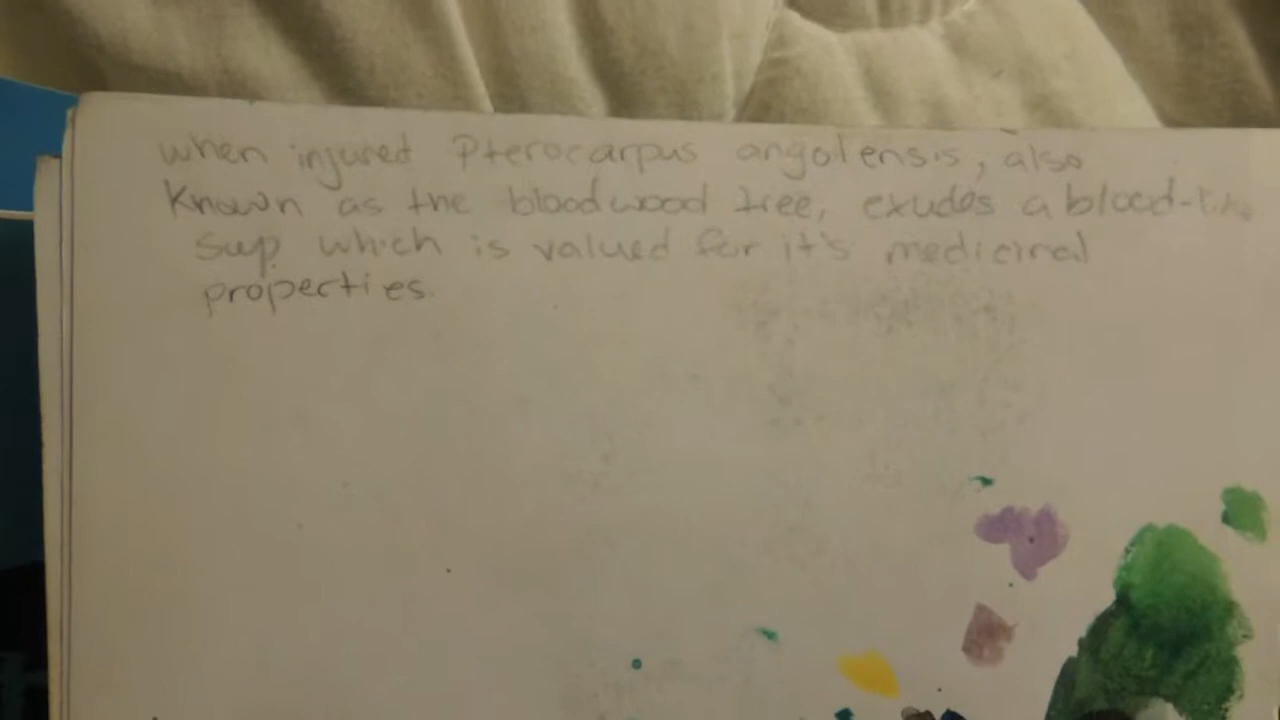 when injured Pterocarpus angolensis, also
Known as the bloodwood tree, exudes a blood-like
sup which is valued for it's medicinal
properties.